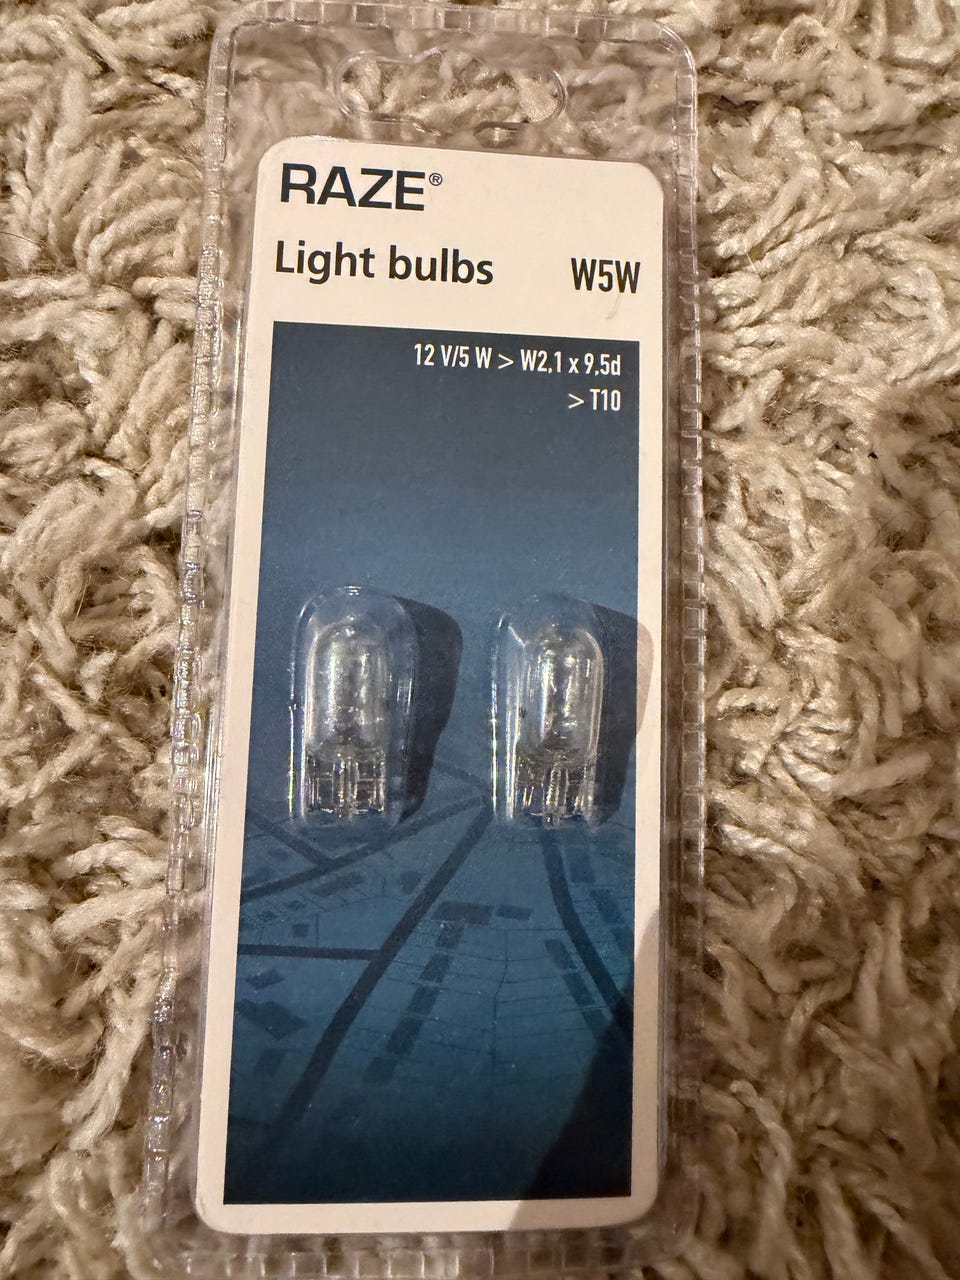 RAZE®
Light bulbs W5W
12 V/5 W > W2,1 x 9,5d
> T10